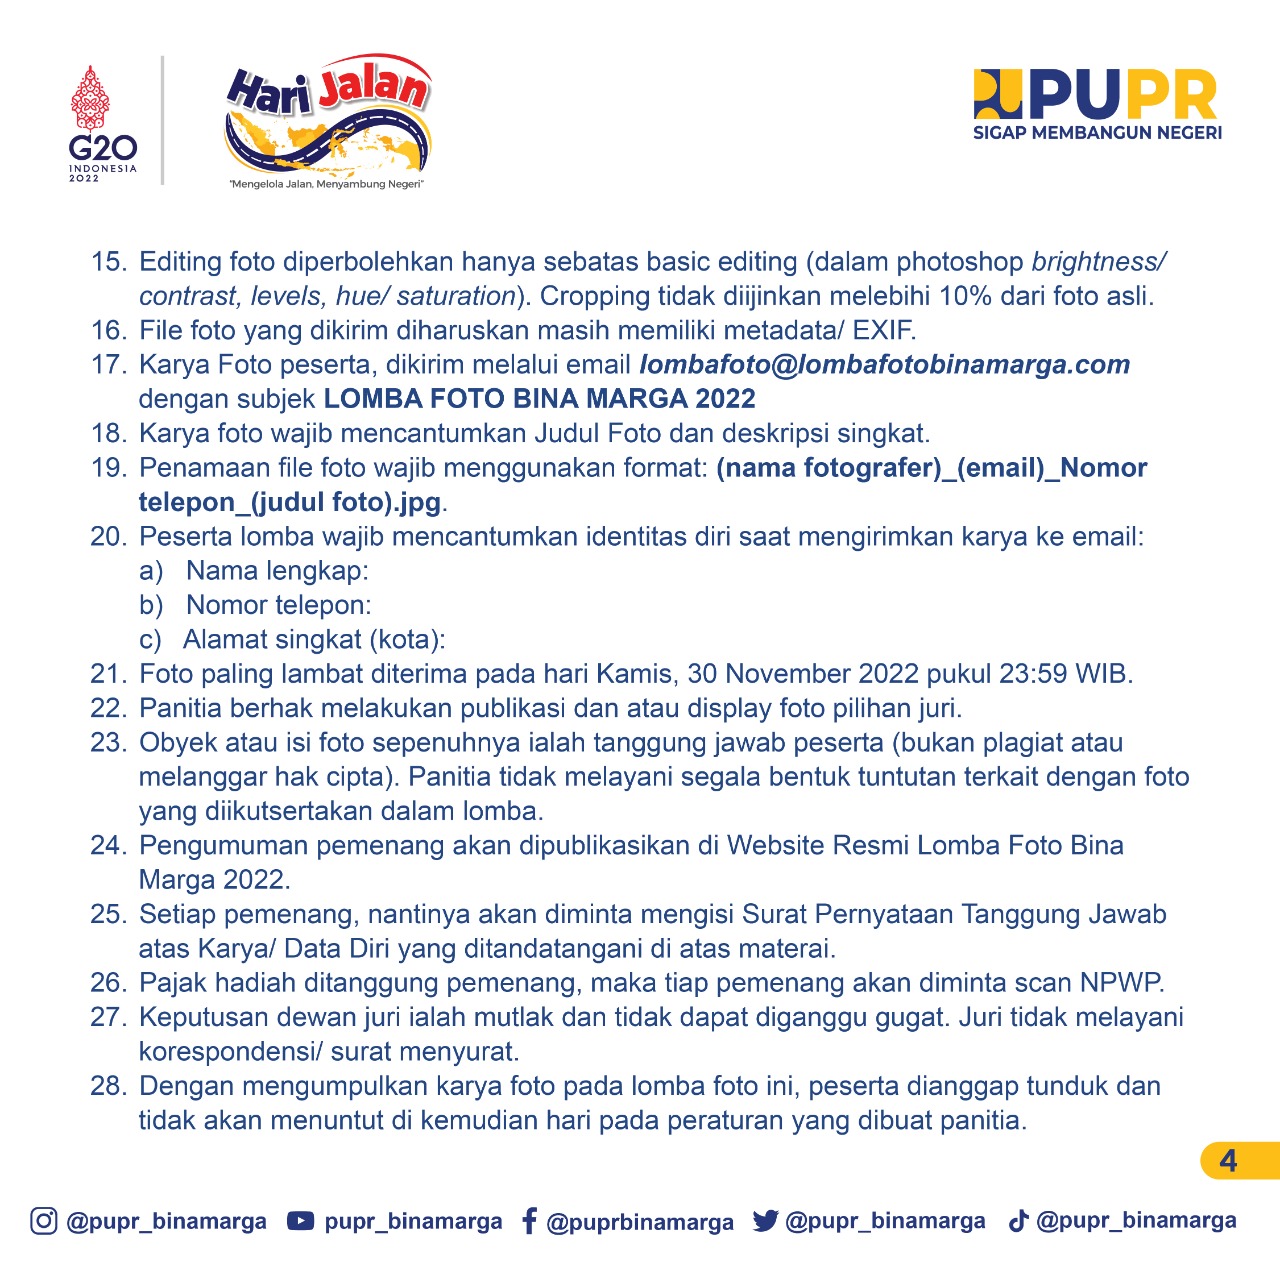 G20
INDONESIA
2022
Hari Jalan
"Mengelola Jalan, Menyambung Negeri"
PUPR
SIGAP MEMBANGUN NEGERI
15. Editing foto diperbolehkan hanya sebatas basic editing (dalam photoshop brightness/
contrast, levels, hue/ saturation). Cropping tidak diijinkan melebihi 10% dari foto asli.
16. File foto yang dikirim diharuskan masih memiliki metadata/ EXIF.
17. Karya Foto peserta, dikirim melalui email lombafoto@lombafotobinamarga.com
dengan subjek LOMBA FOTO BINA MARGA 2022
18. Karya foto wajib mencantumkan Judul Foto dan deskripsi singkat.
19. Penamaan file foto wajib menggunakan format: (nama fotografer)_(email)_Nomor
telepon_(judul foto).jpg.
20. Peserta lomba wajib mencantumkan identitas diri saat mengirimkan karya ke email:
a) Nama lengkap:
b) Nomor telepon:
c) Alamat singkat (kota):
21. Foto paling lambat diterima pada hari Kamis, 30 November 2022 pukul 23:59 WIB.
22. Panitia berhak melakukan publikasi dan atau display foto pilihan juri.
23. Obyek atau isi foto sepenuhnya ialah tanggung jawab peserta (bukan plagiat atau
melanggar hak cipta). Panitia tidak melayani segala bentuk tuntutan terkait dengan foto
yang diikutsertakan dalam lomba.
24. Pengumuman pemenang akan dipublikasikan di Website Resmi Lomba Foto Bina
Marga 2022.
25. Setiap pemenang, nantinya akan diminta mengisi Surat Pernyataan Tanggung Jawab
atas Karya/ Data Diri yang ditandatangani di atas materai.
26. Pajak hadiah ditanggung pemenang, maka tiap pemenang akan diminta scan NPWP.
27. Keputusan dewan juri ialah mutlak dan tidak dapat diganggu gugat. Juri tidak melayani
korespondensi/ surat menyurat.
28. Dengan mengumpulkan karya foto pada lomba foto ini, peserta dianggap tunduk dan
tidak akan menuntut di kemudian hari pada peraturan yang dibuat panitia.
4
@pupr_binamarga pupr_binamarga @puprbinamarga @pupr_binamarga @pupr_binamarga